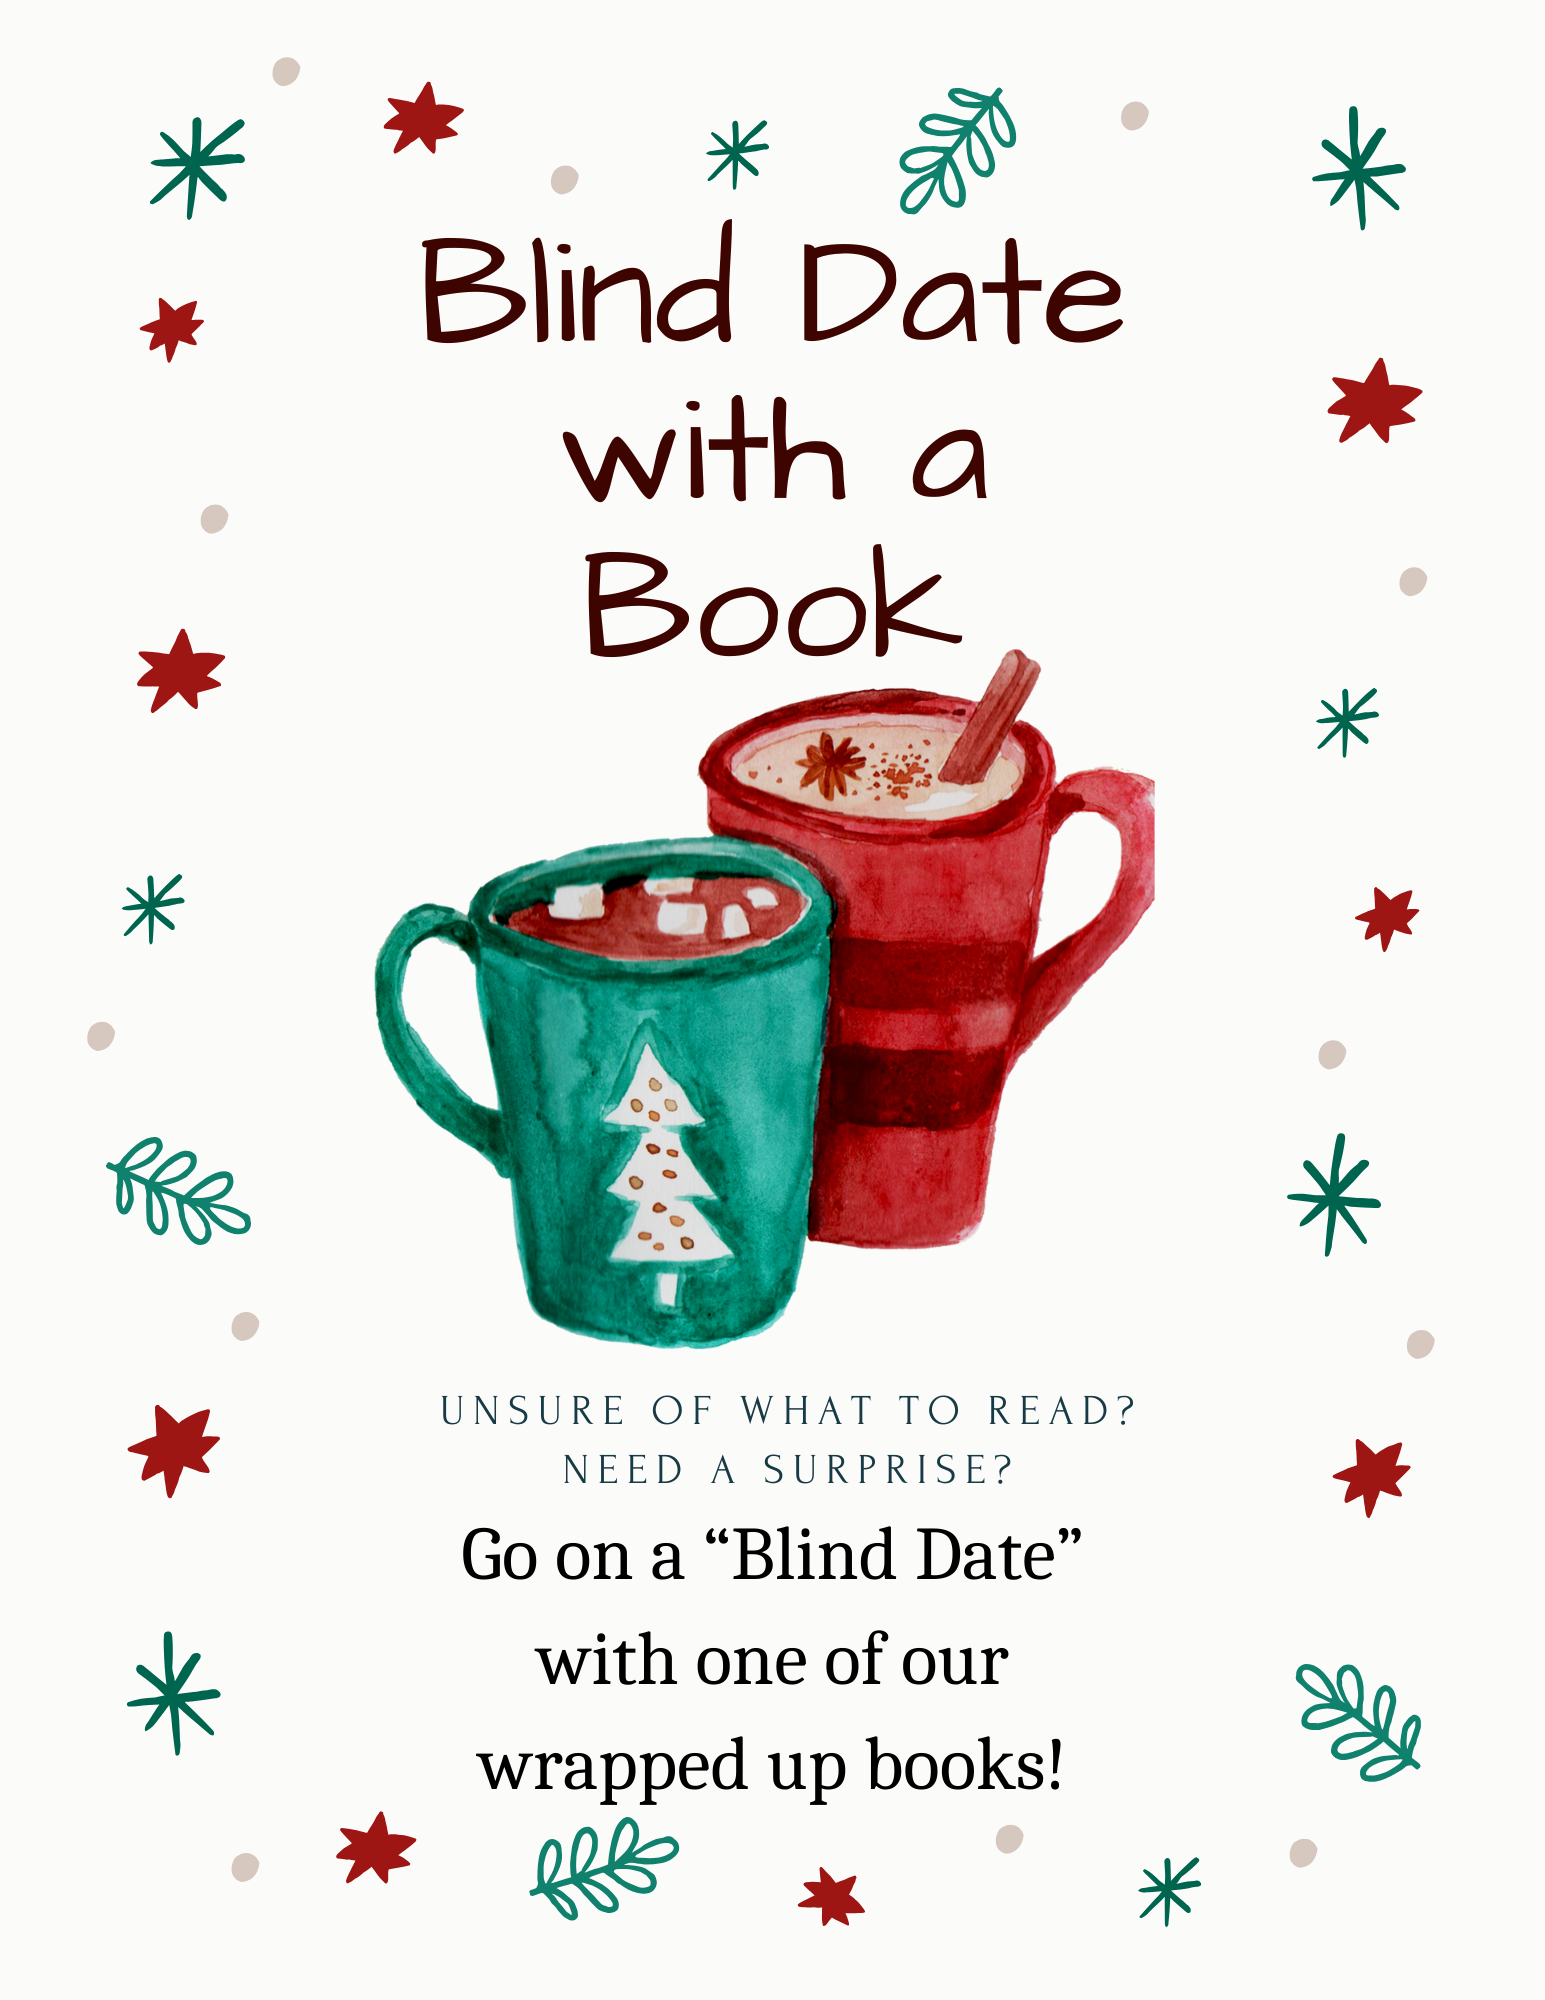 Blind Date
with a
Book
UNSURE OF WHAT TO READ?
NEED A SURPRISE?
Go on a “Blind Date”
with one of our
wrapped up books!